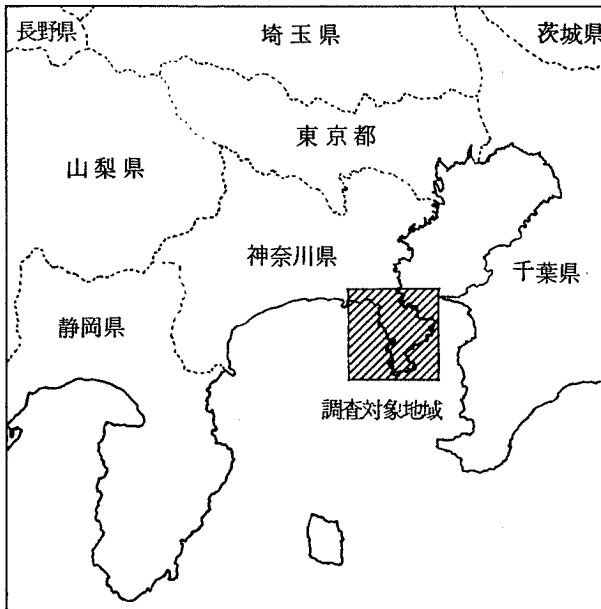 長野県
埼玉県
茨城県
東京都
山梨県
神奈川県
千葉県
静岡県
調査対象地域